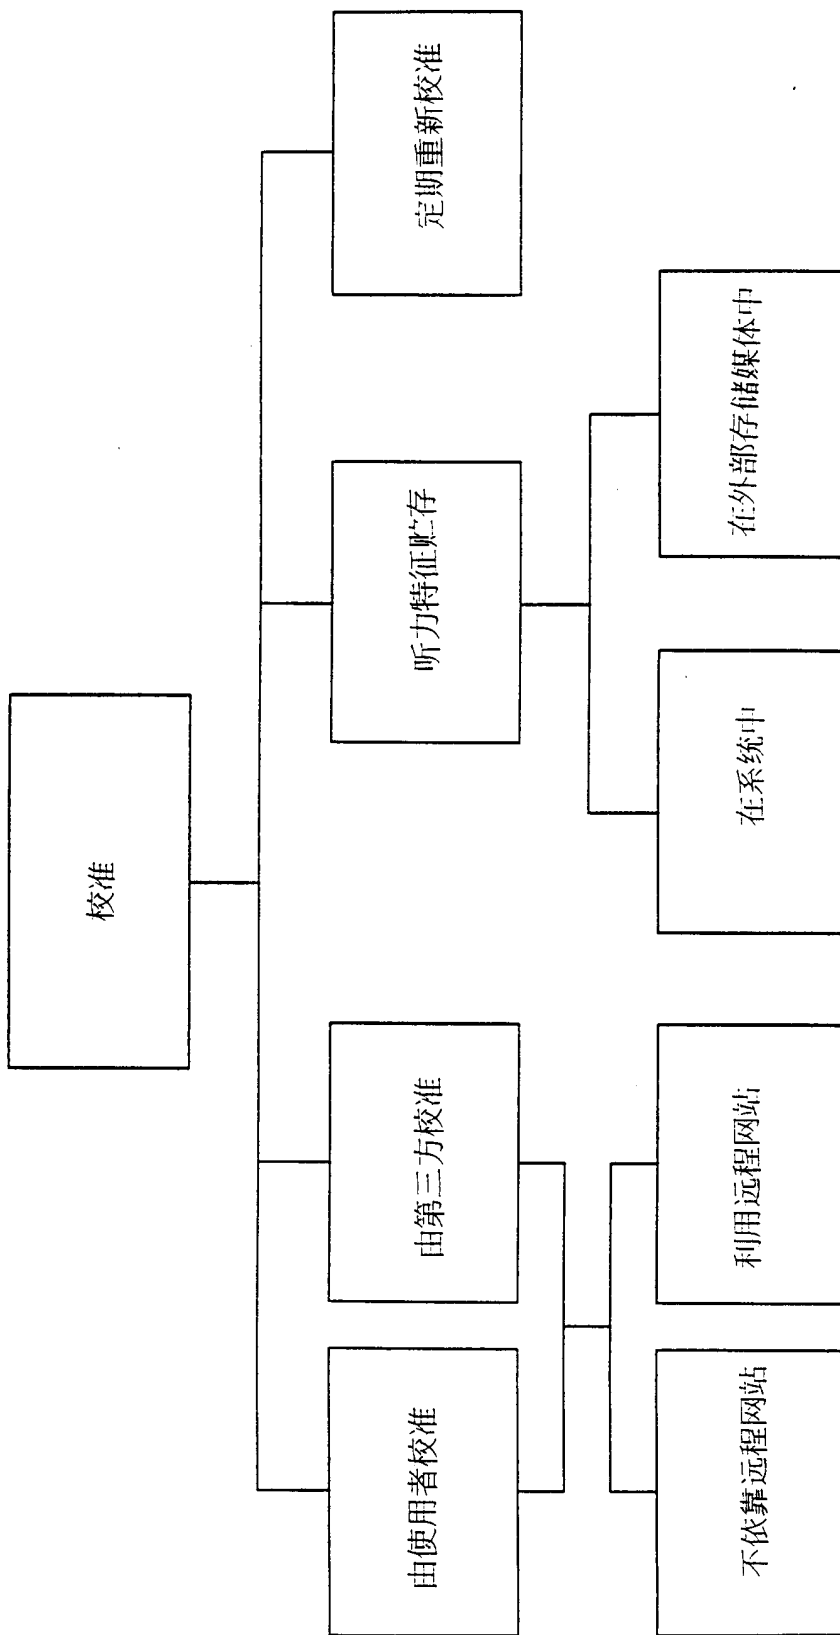 校准
由使用者校准
由第三方校准
听力特征贮存
定期重新校准
不依靠远程网站
利用远程网站
在系统中
在外部存储媒体中